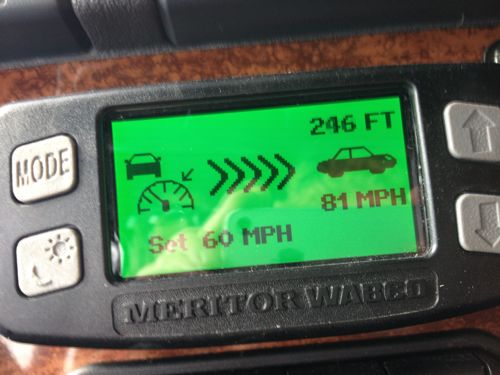 246 FT
MODE
81 MPH
Set 60 MPH
MERITOR WABCO